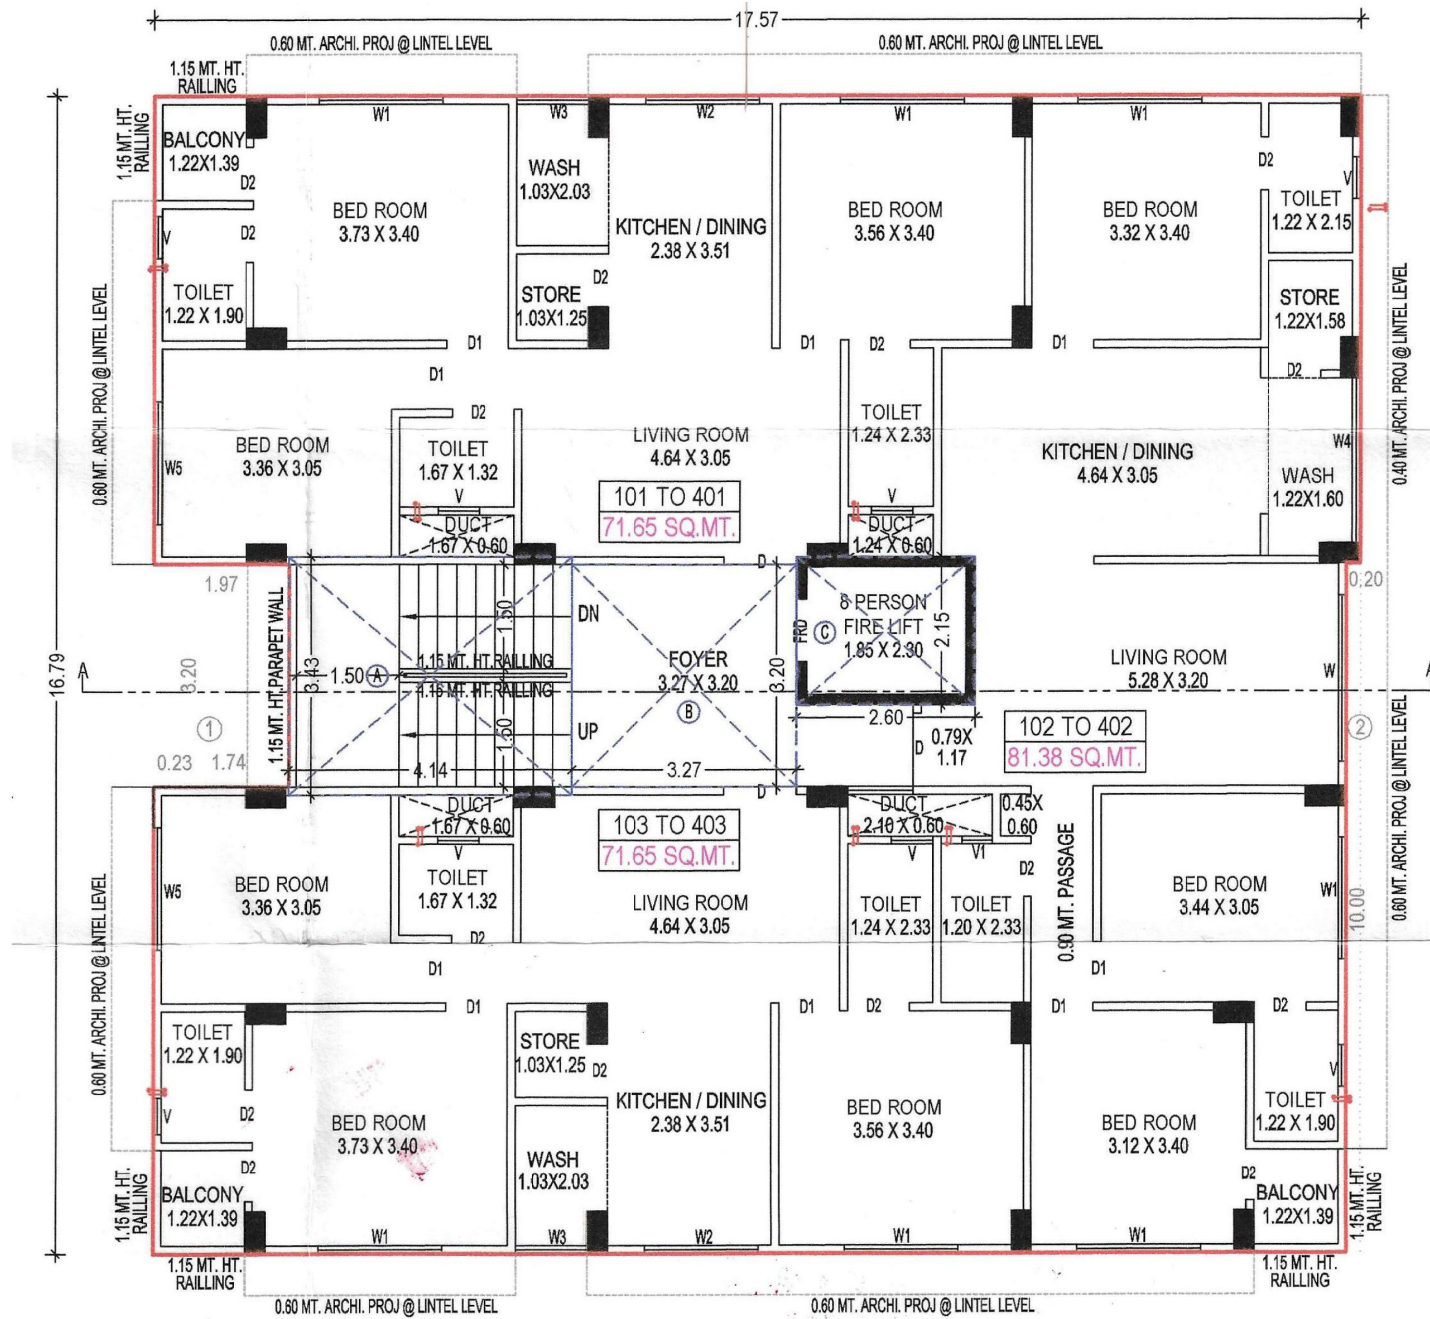 17.57
0.60 MT. ARCHI. PROJ @ LINTEL LEVEL
0.60 MT. ARCHI. PROJ @ LINTEL LEVEL
1.15 MT. HT.
RAILLING
1.15 MT. HT.
RAILLING
W1
W3
W2
W1
W1
BALCONY
1.22X1.39
D2
WASH
1.03X2.03
D2
V
BED ROOM
3.73 X 3.40
KITCHEN / DINING
2.38 X 3.51
BED ROOM
3.56 X 3.40
BED ROOM
3.32 X 3.40
TOILET
1.22 X 2.15
V
D2
TOILET
1.22 X 1.90
STORE
1.03X1.25
D2
STORE
1.22X1.58
D2
0.60 MT. ARCHI. PROJ @ LINTEL LEVEL
0.40 MT. ARCHI. PROJ @ LINTEL LEVEL
D1
D1
D2
D1
D1
D2
W5
BED ROOM
3.36 X 3.05
TOILET
1.67 X 1.32
V
LIVING ROOM
4.64 X 3.05
TOILET
1.24 X 2.33
KITCHEN / DINING
4.64 X 3.05
W4
WASH
1.22X1.60
101 TO 401
71.65 SQ.MT.
DUCT
1.67 X 0.60
DUCT
1.24 X 0.60
D
1.97
0.20
1.15 MT. HT.PARAPET WALL
3.43
1.50
DN
3.20
FRD
C
8 PERSON
FIRE LIFT
1.85 X 2.30
2.15
16.79
A
3.20
1.50
A
1.15 MT. HT.RAILLING
1.15 MT. HT.RAILLING
FOYER
3.27 X 3.20
B
LIVING ROOM
5.28 X 3.20
W
A
1
0.23
1.74
1.50
UP
2.60
D
0.79X
1.17
102 TO 402
81.38 SQ.MT.
2
4.14
3.27
D
DUCT
1.67 X 0.60
DUCT
2.10 X 0.60
0.45X
0.60
103 TO 403
71.65 SQ.MT.
V
V
V1
D2
0.90 MT. PASSAGE
0.60 MT. ARCHI. PROJ @ LINTEL LEVEL
W5
BED ROOM
3.36 X 3.05
TOILET
1.67 X 1.32
D2
LIVING ROOM
4.64 X 3.05
TOILET
1.24 X 2.33
TOILET
1.20 X 2.33
BED ROOM
3.44 X 3.05
W1
10.00
D1
D1
D1
D1
D2
D1
D2
0.60 MT. ARCHI. PROJ @ LINTEL LEVEL
TOILET
1.22 X 1.90
STORE
1.03X1.25
D2
V
D2
BED ROOM
3.73 X 3.40
KITCHEN / DINING
2.38 X 3.51
BED ROOM
3.56 X 3.40
BED ROOM
3.12 X 3.40
V
TOILET
1.22 X 1.90
D2
WASH
1.03X2.03
D2
BALCONY
1.22X1.39
BALCONY
1.22X1.39
1.15 MT. HT.
RAILLING
1.15 MT. HT.
RAILLING
W1
W3
W2
W1
W1
1.15 MT. HT.
RAILLING
1.15 MT. HT.
RAILLING
0.60 MT. ARCHI. PROJ @ LINTEL LEVEL
0.60 MT. ARCHI. PROJ @ LINTEL LEVEL